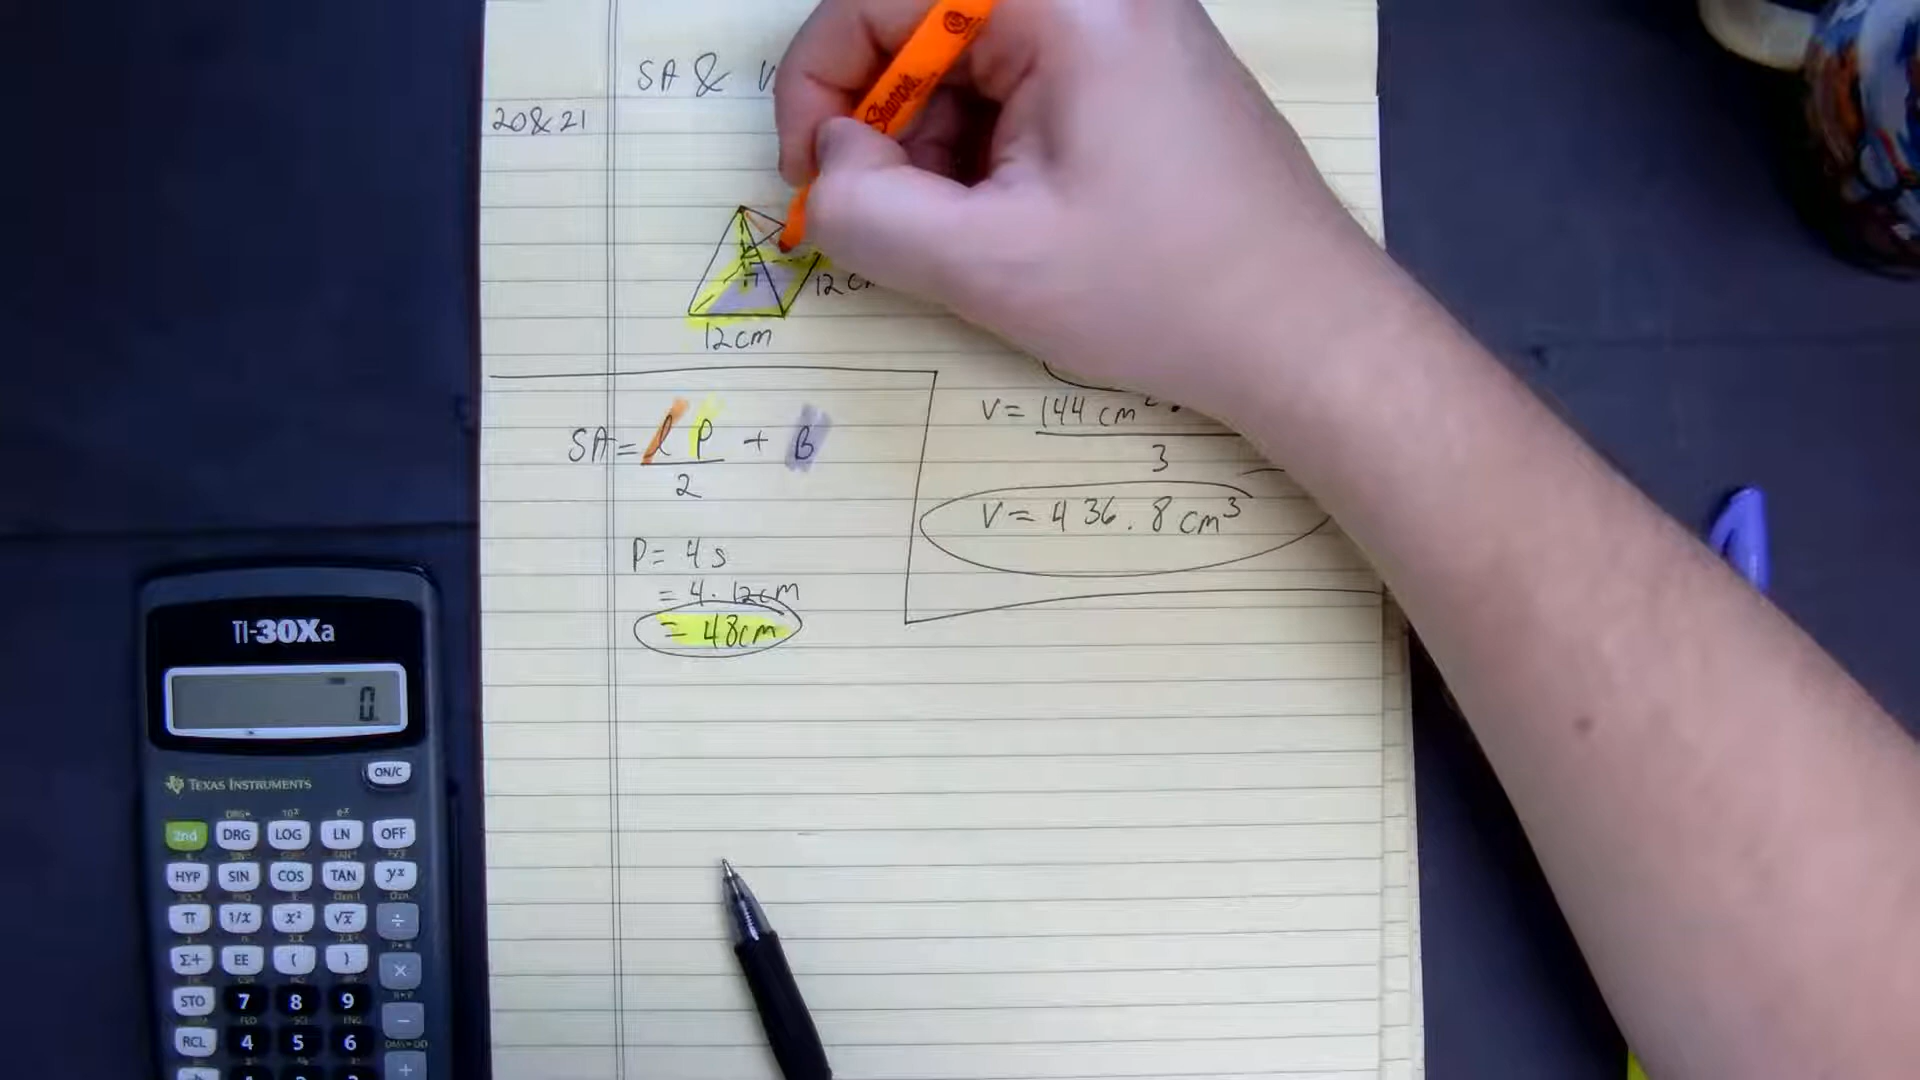 SA & V
20&21
Sharpie
12cm
12cm
SA = l P + B
2
P = 4 s
= 4 · 12cm
= 48cm
V = 144 cm
3
V = 436.8 cm³
TI-30Xa
0.
TEXAS INSTRUMENTS
ON/C
2nd DRG LOG LN OFF
HYP SIN COS TAN yˣ
π 1/x x² √x ÷
Σ+ EE ( ) ×
STO 7 8 9 −
RCL 4 5 6 +